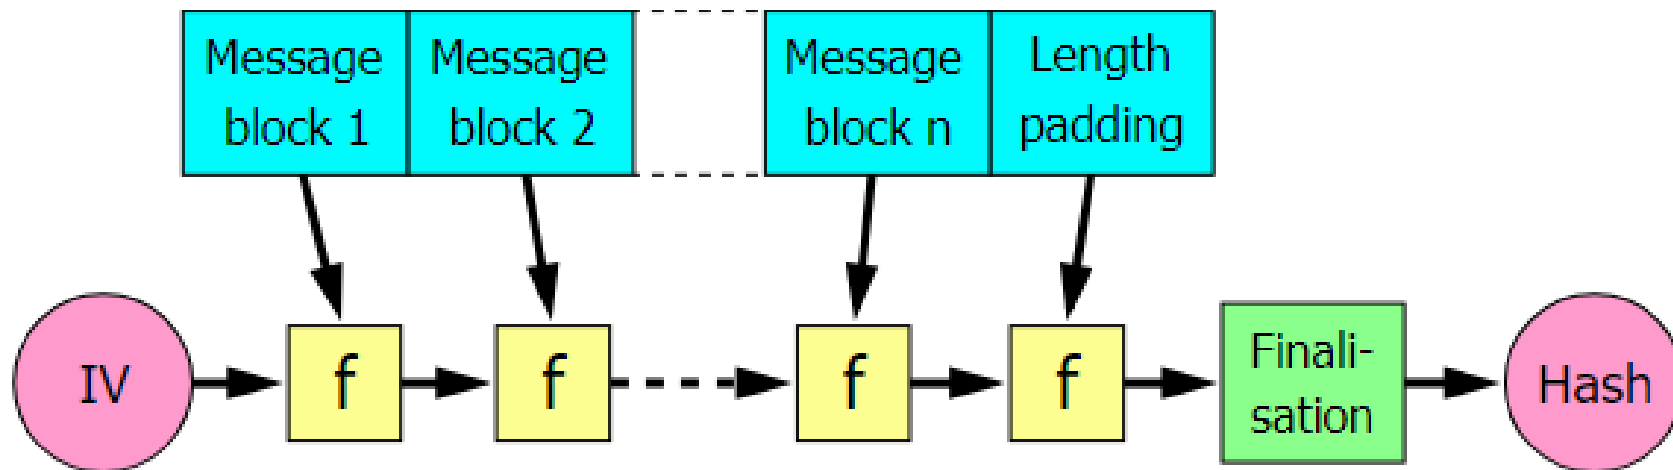 Message
block 1
Message
block 2
Message
block n
Length
padding
IV
f
f
f
f
Finali-
sation
Hash